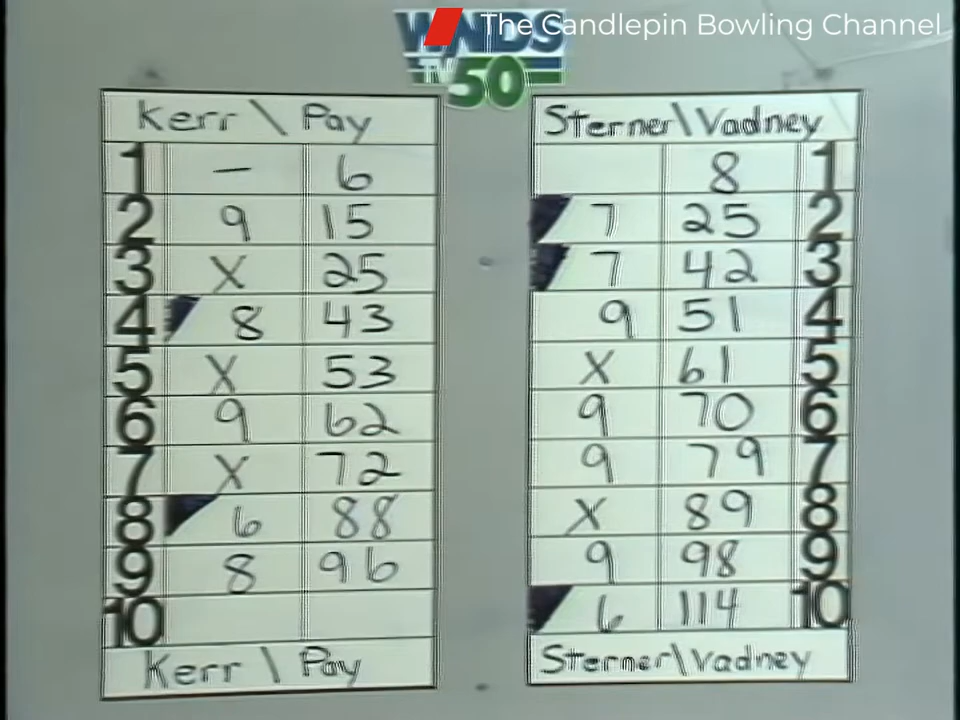 The Candlepin Bowling Channel
WNDS
TV 50
Kerr \ Pay
1 — 6
2 9 15
3 X 25
4 8 43
5 X 53
6 9 62
7 X 72
8 6 88
9 8 96
10
Kerr \ Pay
Sterner\Vadney
8 1
7 25 2
7 42 3
9 51 4
X 61 5
9 70 6
9 79 7
X 89 8
9 98 9
6 114 10
Sterner\Vadney